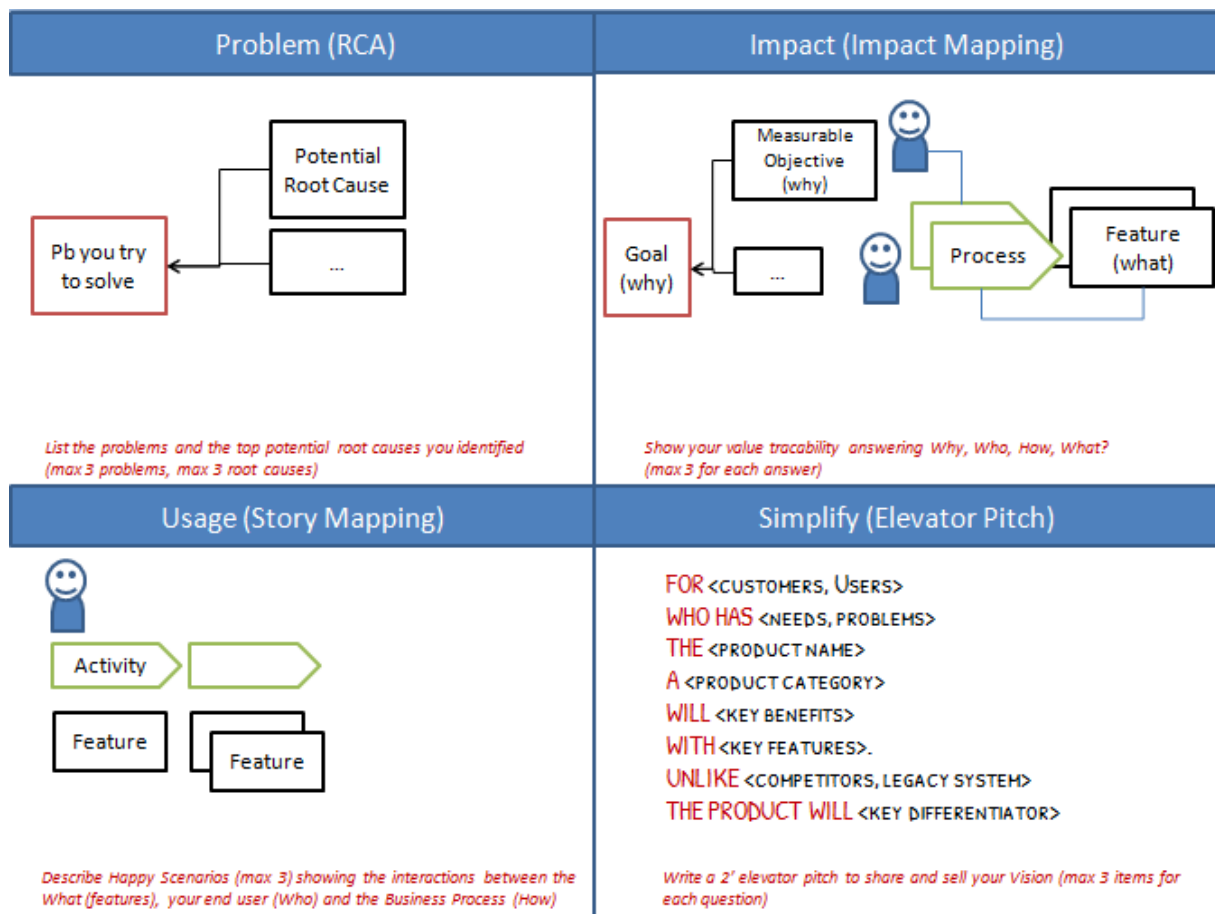 Problem (RCA)
Potential
Root Cause
Pb you try
to solve
...
List the problems and the top potential root causes you identified
(max 3 problems, max 3 root causes)
Impact (Impact Mapping)
Measurable
Objective
(why)
Goal
(why)
...
Process
Feature
(what)
Show your value tracability answering Why, Who, How, What?
(max 3 for each answer)
Usage (Story Mapping)
Activity
Feature
Feature
Describe Happy Scenarios (max 3) showing the interactions between the
What (features), your end user (Who) and the Business Process (How)
Simplify (Elevator Pitch)
FOR <CUSTOMERS, USERS>
WHO HAS <NEEDS, PROBLEMS>
THE <PRODUCT NAME>
A <PRODUCT CATEGORY>
WILL <KEY BENEFITS>
WITH <KEY FEATURES>.
UNLIKE <COMPETITORS, LEGACY SYSTEM>
THE PRODUCT WILL <KEY DIFFERENTIATOR>
Write a 2' elevator pitch to share and sell your Vision (max 3 items for
each question)